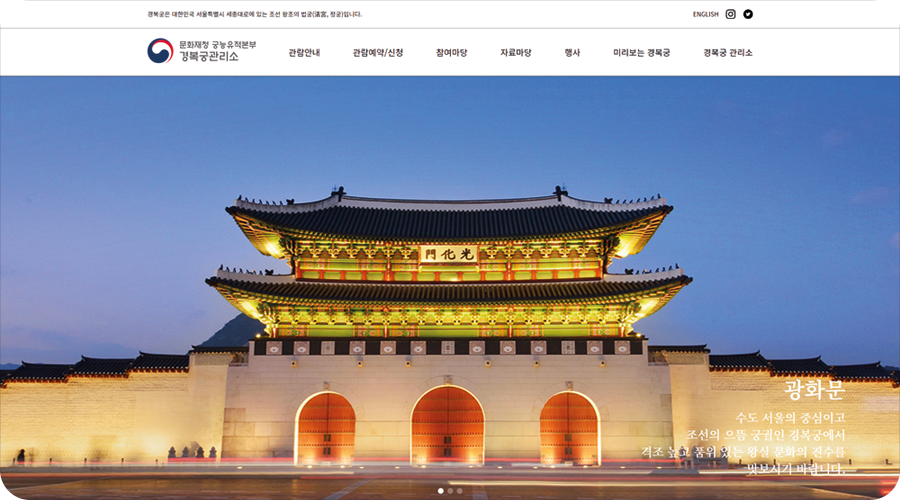 경복궁은 대한민국 서울특별시 세종대로에 있는 조선 왕조의 법궁(法宮, 정궁)입니다.
ENGLISH
문화재청 궁능유적본부
경복궁관리소
관람안내
관람예약/신청
참여마당
자료마당
행사
미리보는 경복궁
경복궁 관리소
門化光
광화문
수도 서울의 중심이고
조선의 으뜸 궁궐인 경복궁에서
격조 높고 품위 있는 왕실 문화의 진수를
맛보시기 바랍니다.